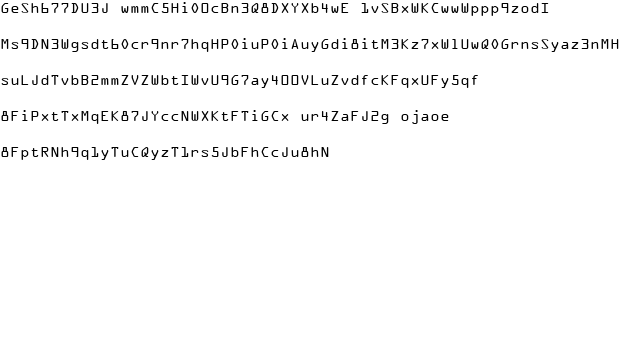 GeSh677DU3J wmmC5Hi0OcBn3Q8DXYXb4wE 1vSBxWKCwwWppp9zodI
Ms9DN3Wgsdt60cr9nr7hqHP0iuP0iAuyGdi8itM3Kz7xW1UwQ0GrnsSyaz3nMH
suLJdTvbB2mmZVZWbtIWvU9G7ay4OOVLuZvdfcKFqxUFy5qf
8FiPxtTxMqEK87JYccNWXKtFTiGCx ur4ZaFJ2g ojaoe
8FptRNh9q1yTuCQyzT1rs5JbFhCcJu8hN